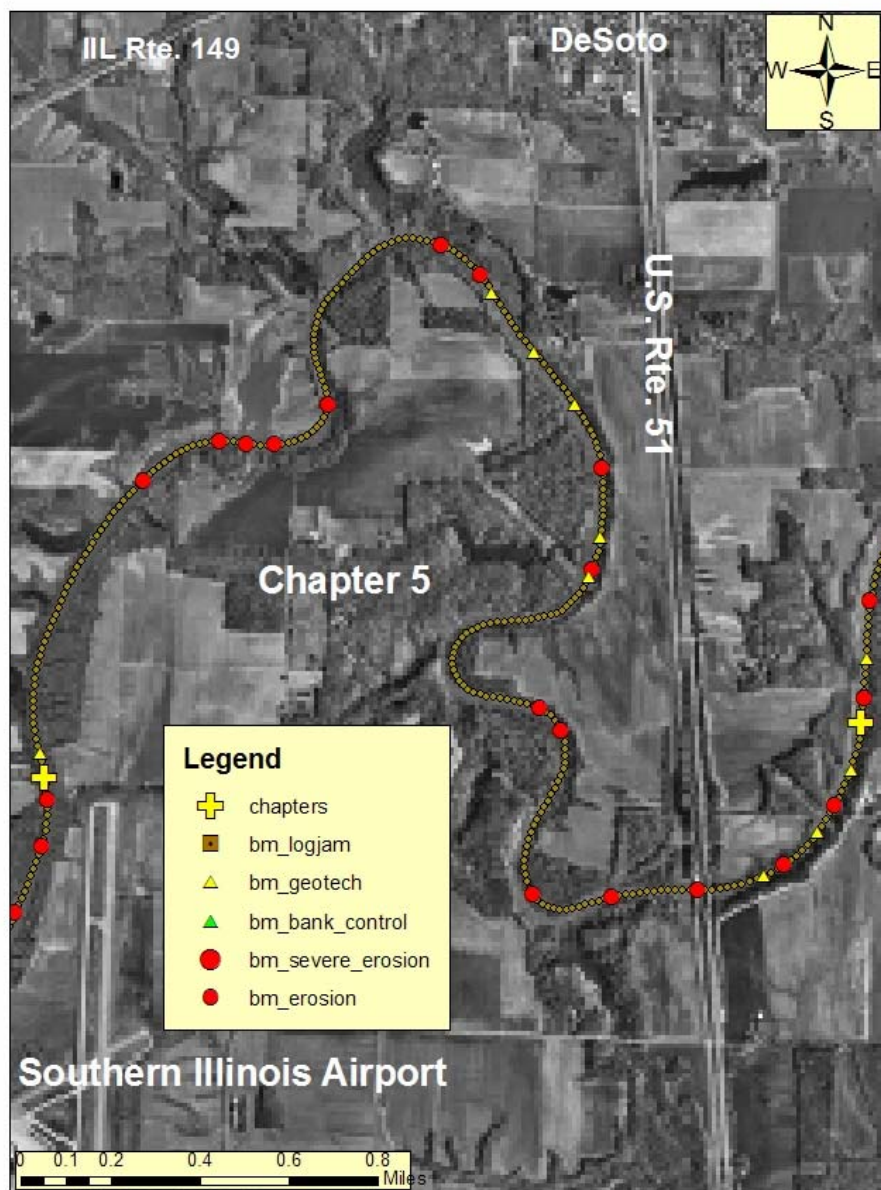 IIL Rte. 149
DeSoto
N
W E
S
U.S. Rte. 51
Chapter 5
Legend
chapters
bm_logjam
bm_geotech
bm_bank_control
bm_severe_erosion
bm_erosion
Southern Illinois Airport
0 0.1 0.2 0.4 0.6 0.8
Miles